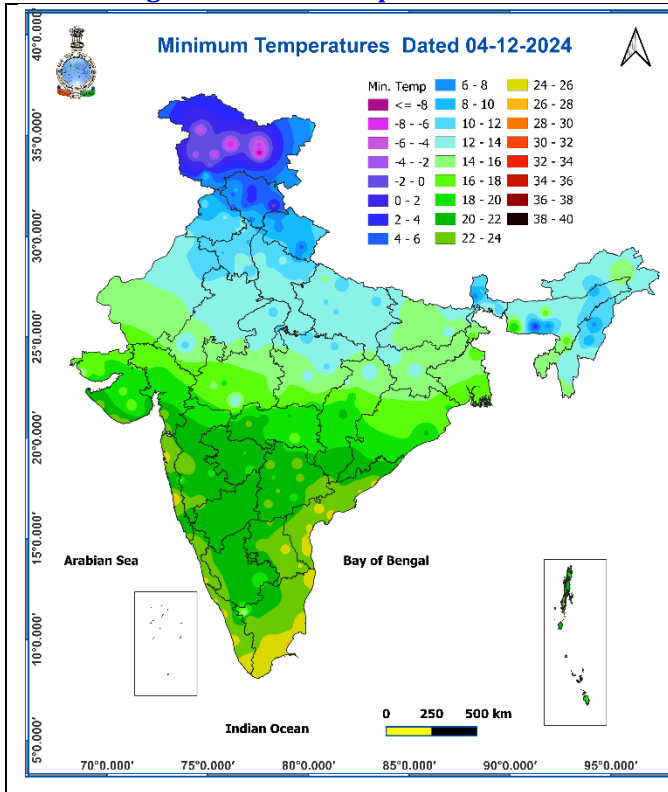 Minimum Temperatures Dated 04-12-2024
Min. Temp
<= -8
-8 - -6
-6 - -4
-4 - -2
-2 - 0
0 - 2
2 - 4
4 - 6
6 - 8
8 - 10
10 - 12
12 - 14
14 - 16
16 - 18
18 - 20
20 - 22
22 - 24
24 - 26
26 - 28
28 - 30
30 - 32
32 - 34
34 - 36
36 - 38
38 - 40
40°0.000'
35°0.000'
30°0.000'
25°0.000'
20°0.000'
15°0.000'
10°0.000'
5°0.000'
Arabian Sea
Bay of Bengal
Indian Ocean
0 250 500 km
70°0.000' 75°0.000' 80°0.000' 85°0.000' 90°0.000' 95°0.000'